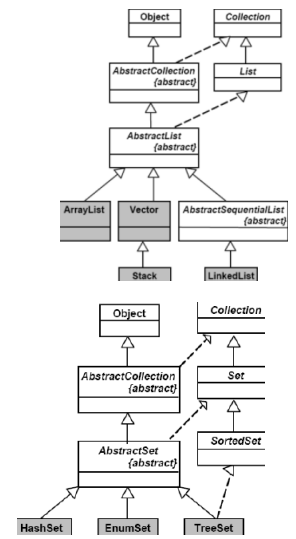 Object
Collection
AbstractCollection
{abstract}
List
AbstractList
{abstract}
ArrayList
Vector
AbstractSequentialList
{abstract}
Stack
LinkedList
Object
Collection
AbstractCollection
{abstract}
Set
AbstractSet
{abstract}
SortedSet
HashSet
EnumSet
TreeSet